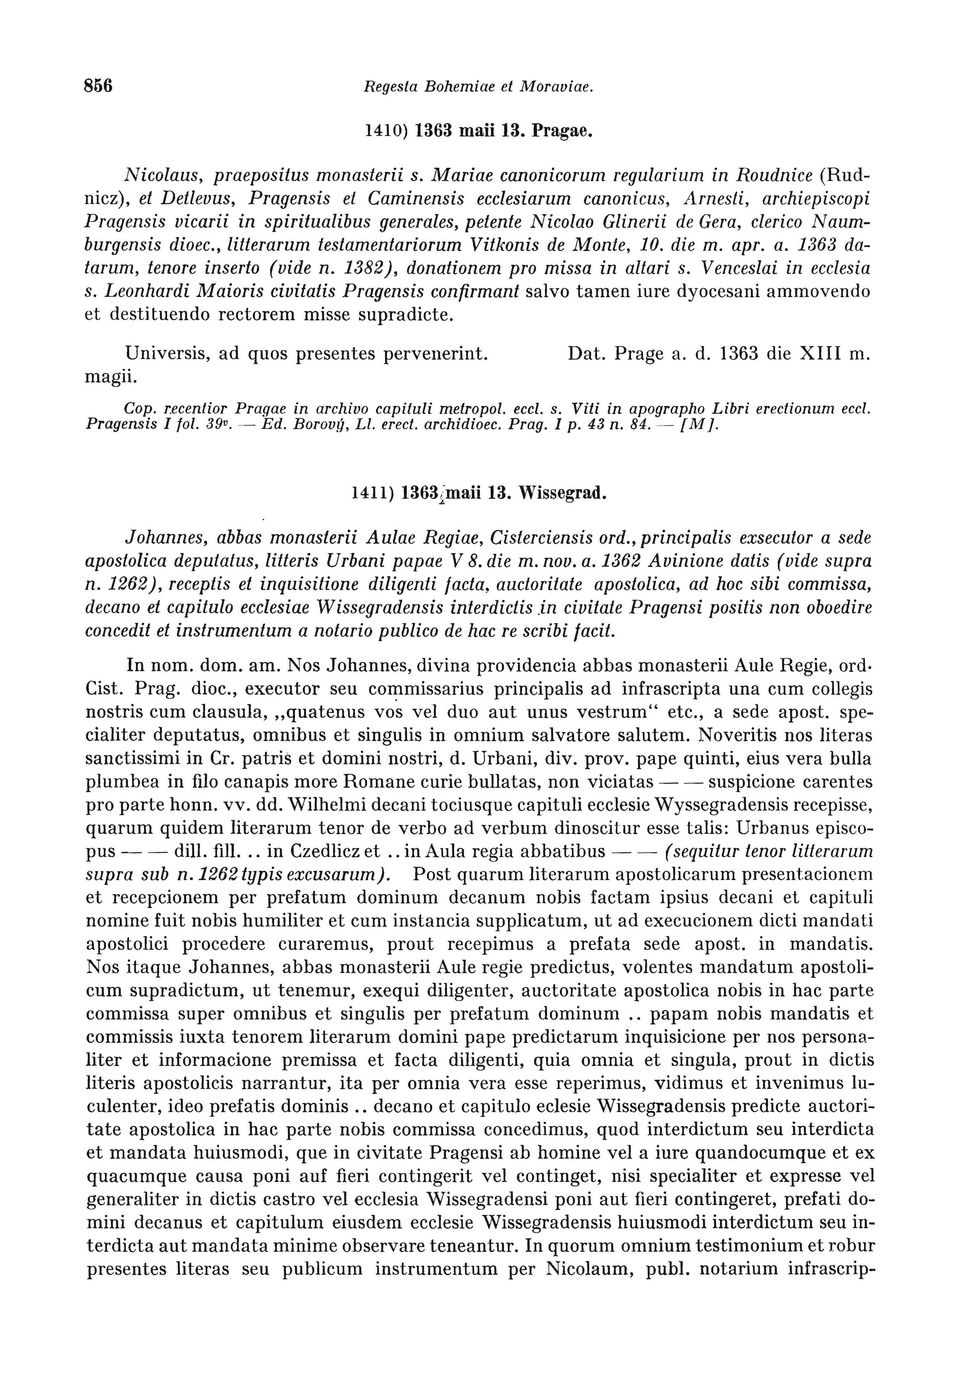 856 Regesta Bohemiae et Moraviae.
1410) 1363 maii 13. Pragae.
Nicolaus, praepositus monasterii s. Mariae canonicorum regularium in Roudnice (Rud-
nicz), et Detlevus, Pragensis et Caminensis ecclesiarum canonicus, Arnesti, archiepiscopi
Pragensis vicarii in spiritualibus generales, petente Nicolao Glinerii de Gera, clerico Naum-
burgensis dioec., litterarum testamentariorum Vitkonis de Monte, 10. die m. apr. a. 1363 da-
tarum, tenore inserto (vide n. 1382), donationem pro missa in altari s. Venceslai in ecclesia
s. Leonhardi Maioris civitatis Pragensis confirmant salvo tamen iure dyocesani ammovendo
et destituendo rectorem misse supradicte.
Universis, ad quos presentes pervenerint. Dat. Prage a. d. 1363 die XIII m.
magii.
Cop. recentior Pragae in archivo capituli metropol. eccl. s. Viti in apographo Libri erectionum eccl.
Pragensis I fol. 39v. — Ed. Borový, Ll. erect. archidioec. Prag. I p. 43 n. 84. — [M].
1411) 1363 maii 13. Wissegrad.
Johannes, abbas monasterii Aulae Regiae, Cisterciensis ord., principalis exsecutor a sede
apostolica deputatus, litteris Urbani papae V 8. die m. nov. a. 1362 Avinione datis (vide supra
n. 1262), receptis et inquisitione diligenti facta, auctoritate apostolica, ad hoc sibi commissa,
decano et capitulo ecclesiae Wissegradensis interdictis in civitate Pragensi positis non oboedire
concedit et instrumentum a notario publico de hac re scribi facit.
In nom. dom. am. Nos Johannes, divina providencia abbas monasterii Aule Regie, ord.
Cist. Prag. dioc., executor seu commissarius principalis ad infrascripta una cum collegis
nostris cum clausula, „quatenus vos vel duo aut unus vestrum“ etc., a sede apost. spe-
cialiter deputatus, omnibus et singulis in omnium salvatore salutem. Noveritis nos literas
sanctissimi in Cr. patris et domini nostri, d. Urbani, div. prov. pape quinti, eius vera bulla
plumbea in filo canapis more Romane curie bullatas, non viciatas — — suspicione carentes
pro parte honn. vv. dd. Wilhelmi decani tociusque capituli ecclesie Wyssegradensis recepisse,
quarum quidem literarum tenor de verbo ad verbum dinoscitur esse talis: Urbanus episco-
pus — — dill. fill. .. in Czedlicz et .. in Aula regia abbatibus — — (sequitur tenor litterarum
supra sub n. 1262 typis excusarum). Post quarum literarum apostolicarum presentacionem
et recepcionem per prefatum dominum decanum nobis factam ipsius decani et capituli
nomine fuit nobis humiliter et cum instancia supplicatum, ut ad execucionem dicti mandati
apostolici procedere curaremus, prout recepimus a prefata sede apost. in mandatis.
Nos itaque Johannes, abbas monasterii Aule regie predictus, volentes mandatum apostoli-
cum supradictum, ut tenemur, exequi diligenter, auctoritate apostolica nobis in hac parte
commissa super omnibus et singulis per prefatum dominum .. papam nobis mandatis et
commissis iuxta tenorem literarum domini pape predictarum inquisicione per nos persona-
liter et informacione premissa et facta diligenti, quia omnia et singula, prout in dictis
literis apostolicis narrantur, ita per omnia vera esse reperimus, vidimus et invenimus lu-
culenter, ideo prefatis dominis .. decano et capitulo eclesie Wissegradensis predicte auctori-
tate apostolica in hac parte nobis commissa concedimus, quod interdictum seu interdicta
et mandata huiusmodi, que in civitate Pragensi ab homine vel a iure quandocumque et ex
quacumque causa poni auf fieri contingerit vel continget, nisi specialiter et expresse vel
generaliter in dictis castro vel ecclesia Wissegradensi poni aut fieri contingeret, prefati do-
mini decanus et capitulum eiusdem ecclesie Wissegradensis huiusmodi interdictum seu in-
terdicta aut mandata minime observare teneantur. In quorum omnium testimonium et robur
presentes literas seu publicum instrumentum per Nicolaum, publ. notarium infrascrip-